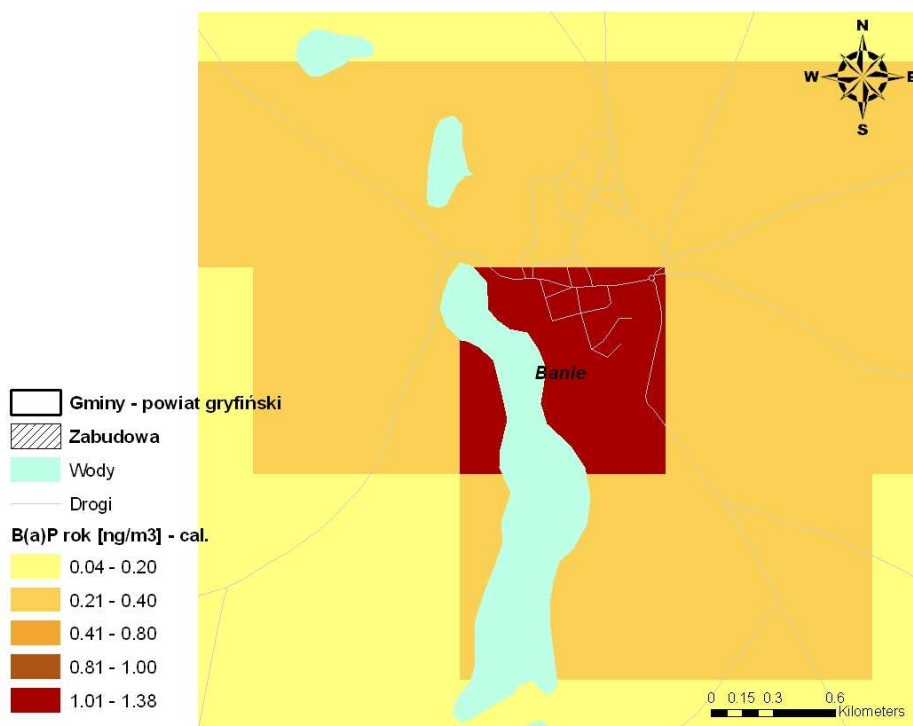 N
W E
S
Banie
Gminy - powiat gryfiński
Zabudowa
Wody
Drogi
B(a)P rok [ng/m3] - cal.
0.04 - 0.20
0.21 - 0.40
0.41 - 0.80
0.81 - 1.00
1.01 - 1.38
0 0.15 0.3 0.6
Kilometers